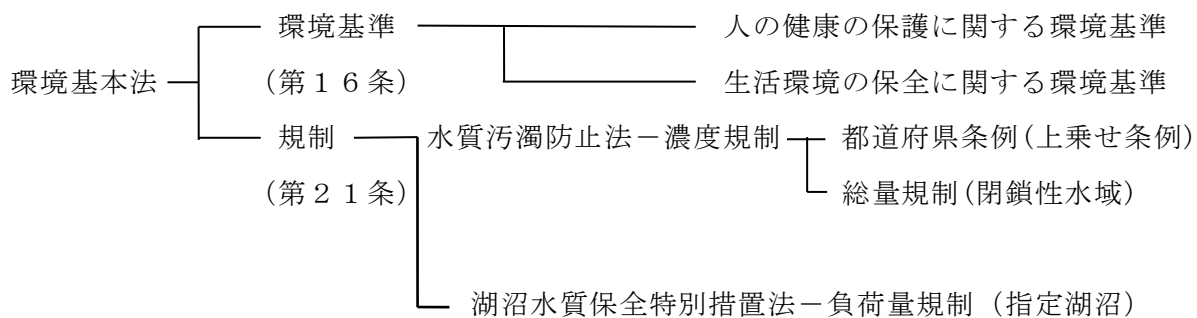 環境基準 人の健康の保護に関する環境基準
環境基本法 (第１６条) 生活環境の保全に関する環境基準
規制 水質汚濁防止法－濃度規制 都道府県条例(上乗せ条例)
(第２１条) 総量規制(閉鎖性水域)
湖沼水質保全特別措置法－負荷量規制（指定湖沼）